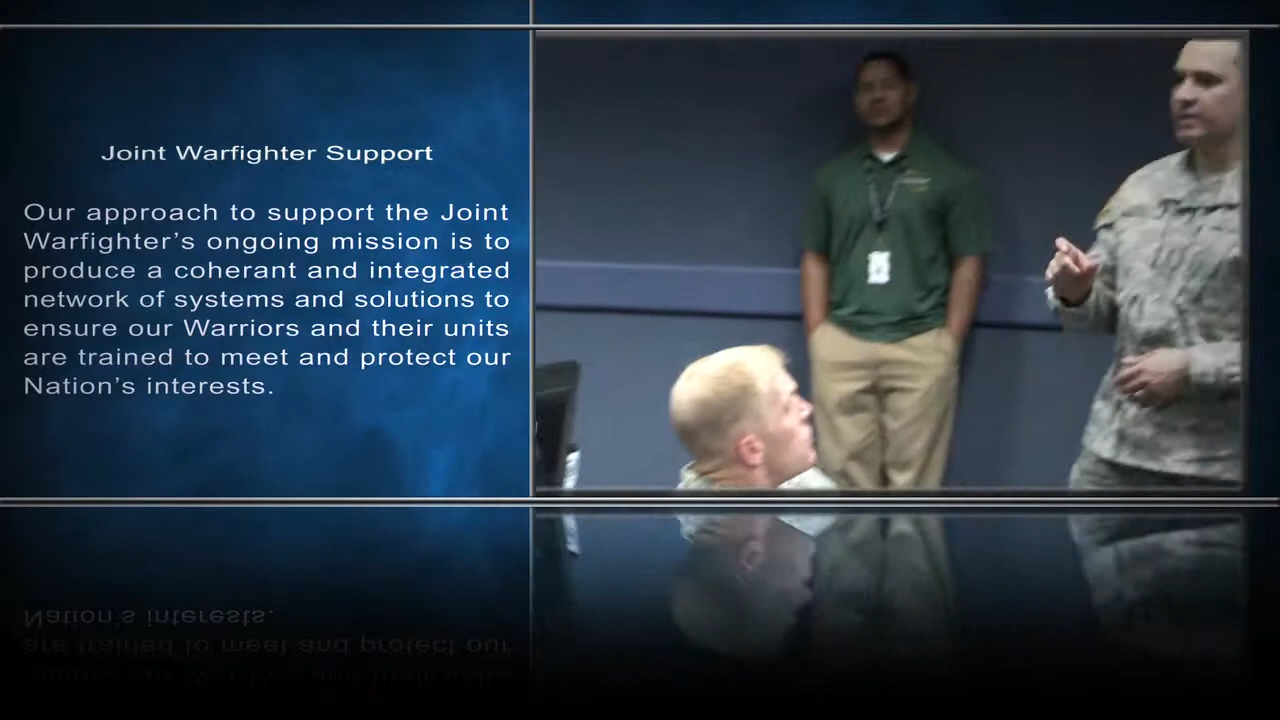 Joint Warfighter Support
Our approach to support the Joint
Warfighter’s ongoing mission is to
produce a coherant and integrated
network of systems and solutions to
ensure our Warriors and their units
are trained to meet and protect our
Nation’s interests.